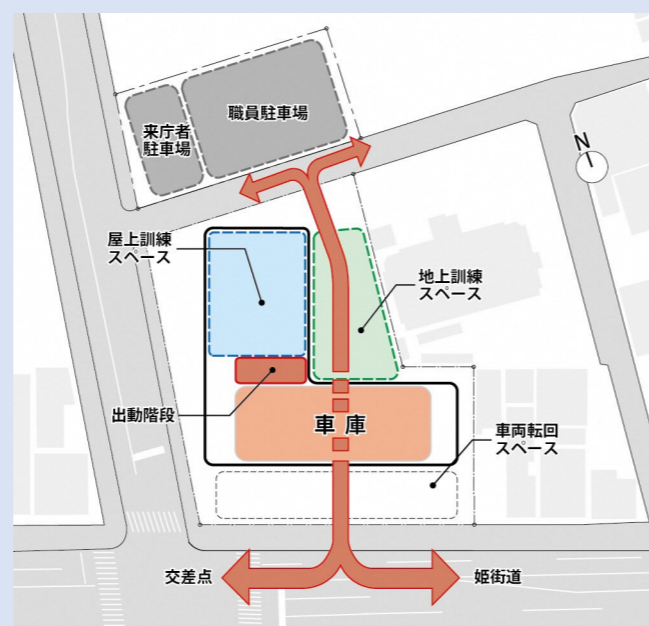 職員駐車場
来庁者
駐車場
N
屋上訓練
スペース
地上訓練
スペース
出動階段
車庫
車両転回
スペース
交差点
姫街道